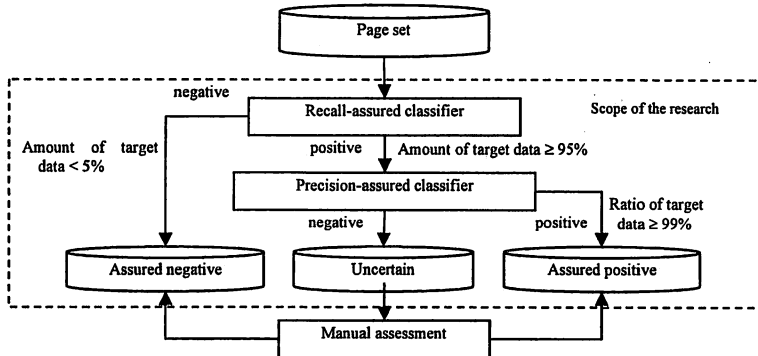 Page set
negative
Recall-assured classifier
Scope of the research
Amount of target
data < 5%
positive
Amount of target data ≥ 95%
Precision-assured classifier
negative
positive
Ratio of target
data ≥ 99%
Assured negative
Uncertain
Assured positive
Manual assessment